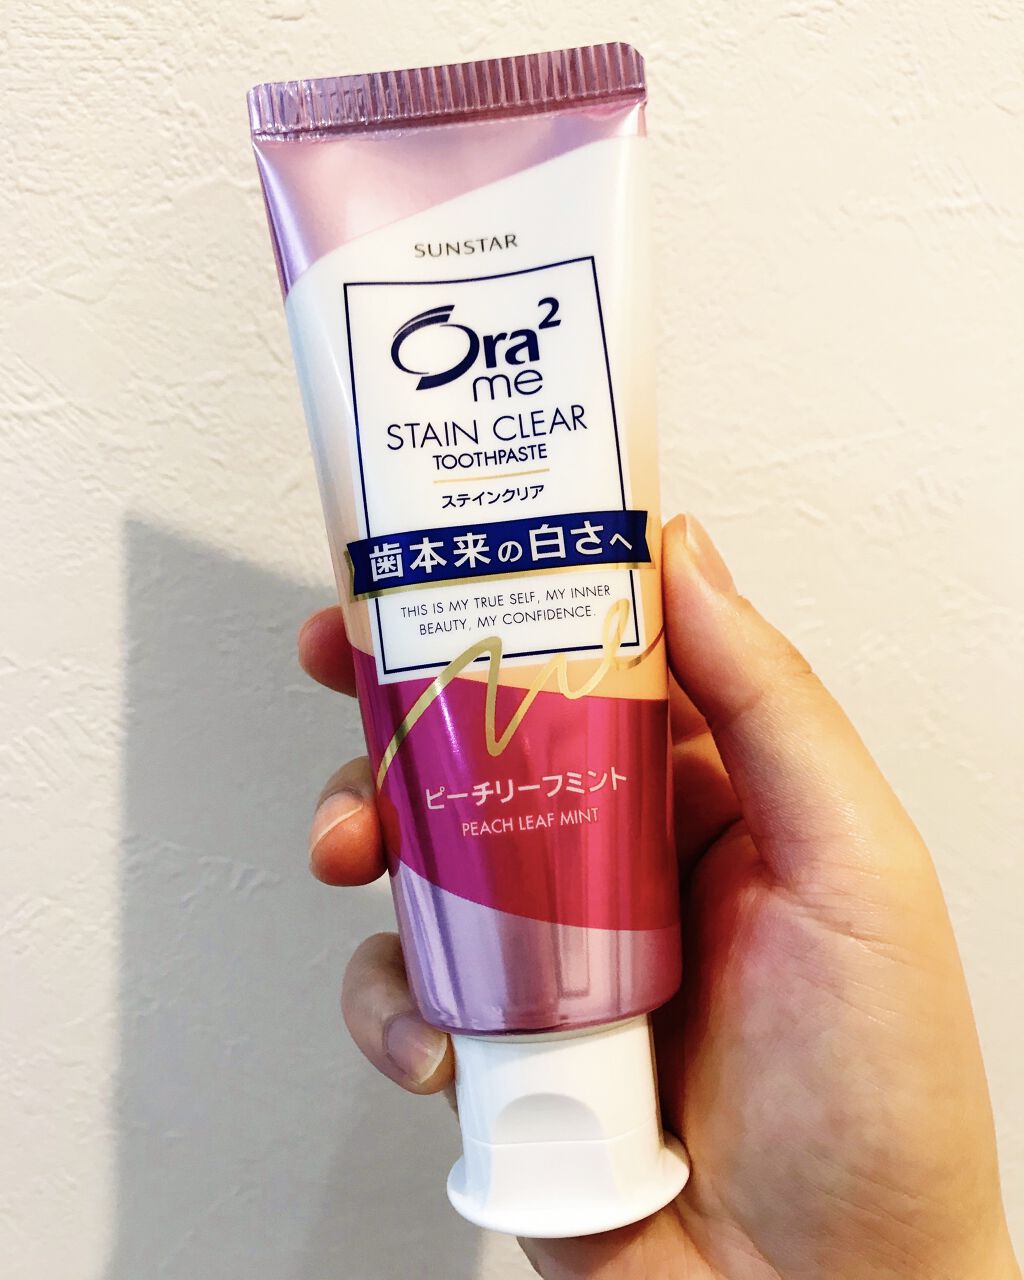 SUNSTAR
Ora²
me
STAIN CLEAR
TOOTHPASTE
ステインクリア
歯本来の白さへ
THIS IS MY TRUE SELF, MY INNER
BEAUTY, MY CONFIDENCE.
Me
ピーチリーフミント
PEACH LEAF MINT